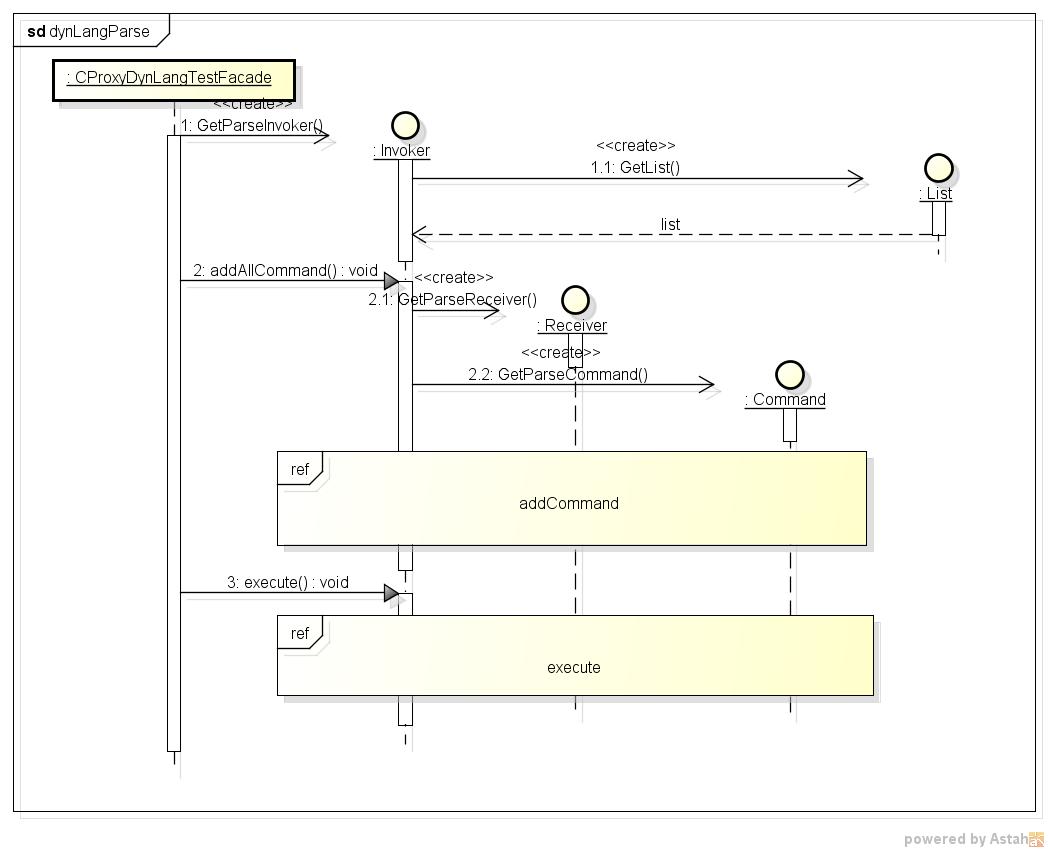 sd dynLangParse
: CProxyDynLangTestFacade
<<create>>
1: GetParseInvoker()
: Invoker
<<create>>
1.1: GetList()
: List
list
2: addAllCommand() : void
<<create>>
2.1: GetParseReceiver()
: Receiver
<<create>>
2.2: GetParseCommand()
: Command
ref
addCommand
3: execute() : void
ref
execute
powered by Astah